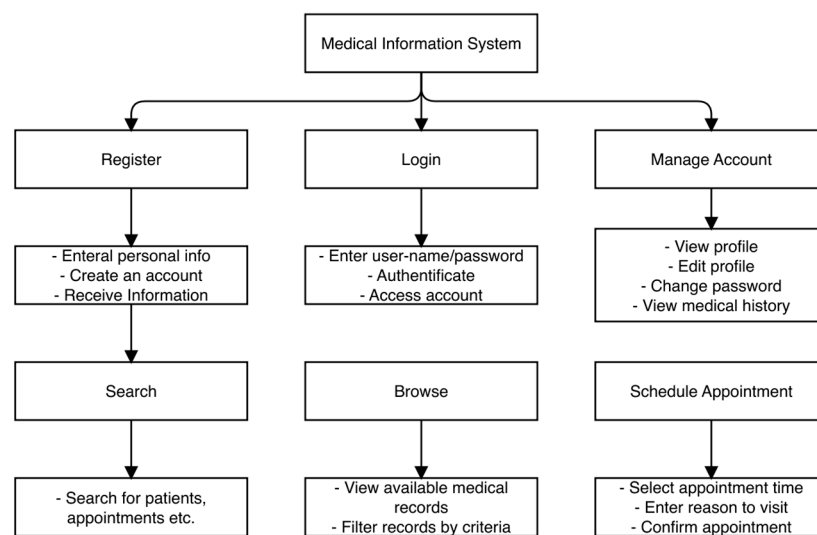 Medical Information System
Register
Login
Manage Account
- Enteral personal info
- Create an account
- Receive Information
- Enter user-name/password
- Authentificate
- Access account
- View profile
- Edit profile
- Change password
- View medical history
Search
Browse
Schedule Appointment
- Search for patients,
appointments etc.
- View available medical
records
- Filter records by criteria
- Select appointment time
- Enter reason to visit
- Confirm appointment